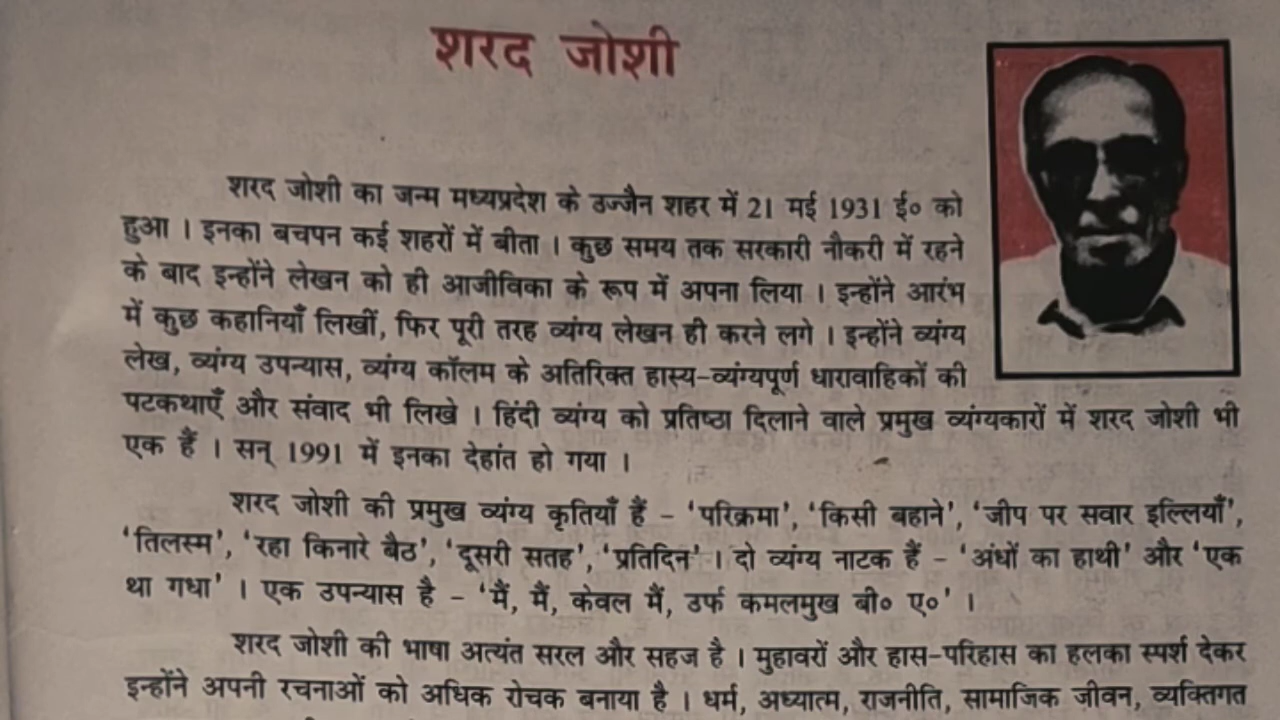 शरद जोशी
शरद जोशी का जन्म मध्यप्रदेश के उज्जैन शहर में 21 मई 1931 ई० को
हुआ । इनका बचपन कई शहरों में बीता । कुछ समय तक सरकारी नौकरी में रहने
के बाद इन्होंने लेखन को ही आजीविका के रूप में अपना लिया । इन्होंने आरंभ
में कुछ कहानियाँ लिखीं, फिर पूरी तरह व्यंग्य लेखन ही करने लगे । इन्होंने व्यंग्य
लेख, व्यंग्य उपन्यास, व्यंग्य कॉलम के अतिरिक्त हास्य-व्यंग्यपूर्ण धारावाहिकों की
पटकथाएँ और संवाद भी लिखे । हिंदी व्यंग्य को प्रतिष्ठा दिलाने वाले प्रमुख व्यंग्यकारों में शरद जोशी भी
एक हैं । सन् 1991 में इनका देहांत हो गया ।
शरद जोशी की प्रमुख व्यंग्य कृतियाँ हैं - ‘परिक्रमा’, ‘किसी बहाने’, ‘जीप पर सवार इल्लियाँ’,
‘तिलस्म’, ‘रहा किनारे बैठ’, ‘दूसरी सतह’, ‘प्रतिदिन’ । दो व्यंग्य नाटक हैं - ‘अंधों का हाथी’ और ‘एक
था गधा’ । एक उपन्यास है - ‘मैं, मैं, केवल मैं, उर्फ कमलमुख बी० ए०’ ।
शरद जोशी की भाषा अत्यंत सरल और सहज है । मुहावरों और हास-परिहास का हलका स्पर्श देकर
इन्होंने अपनी रचनाओं को अधिक रोचक बनाया है । धर्म, अध्यात्म, राजनीति, सामाजिक जीवन, व्यक्तिगत